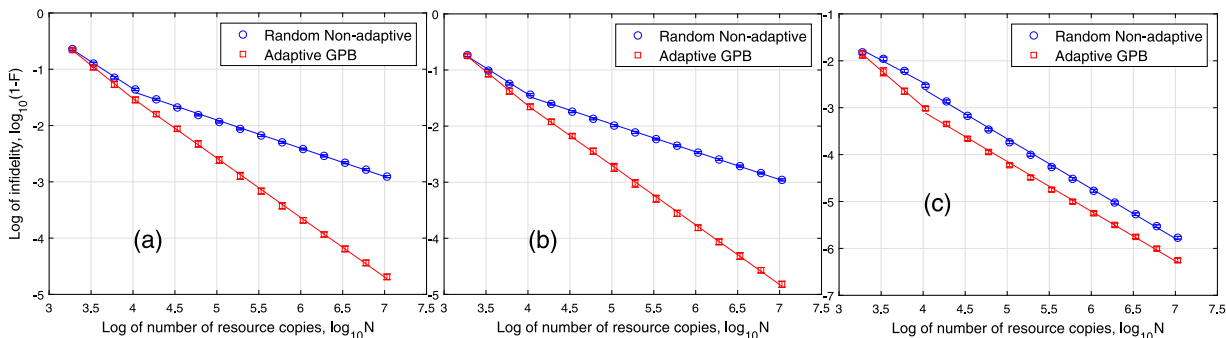 0
-1
-2
-3
-4
-5
3 3.5 4 4.5 5 5.5 6 6.5 7 7.5
Log of infidelity, log10(1-F)
Log of number of resource copies, log10N
Random Non-adaptive
Adaptive GPB
(a)
0
-1
-2
-3
-4
-5
3 3.5 4 4.5 5 5.5 6 6.5 7 7.5
Log of number of resource copies, log10N
Random Non-adaptive
Adaptive GPB
(b)
-1
-2
-3
-4
-5
-6
-7
3 3.5 4 4.5 5 5.5 6 6.5 7 7.5
Log of number of resource copies, log10N
Random Non-adaptive
Adaptive GPB
(c)